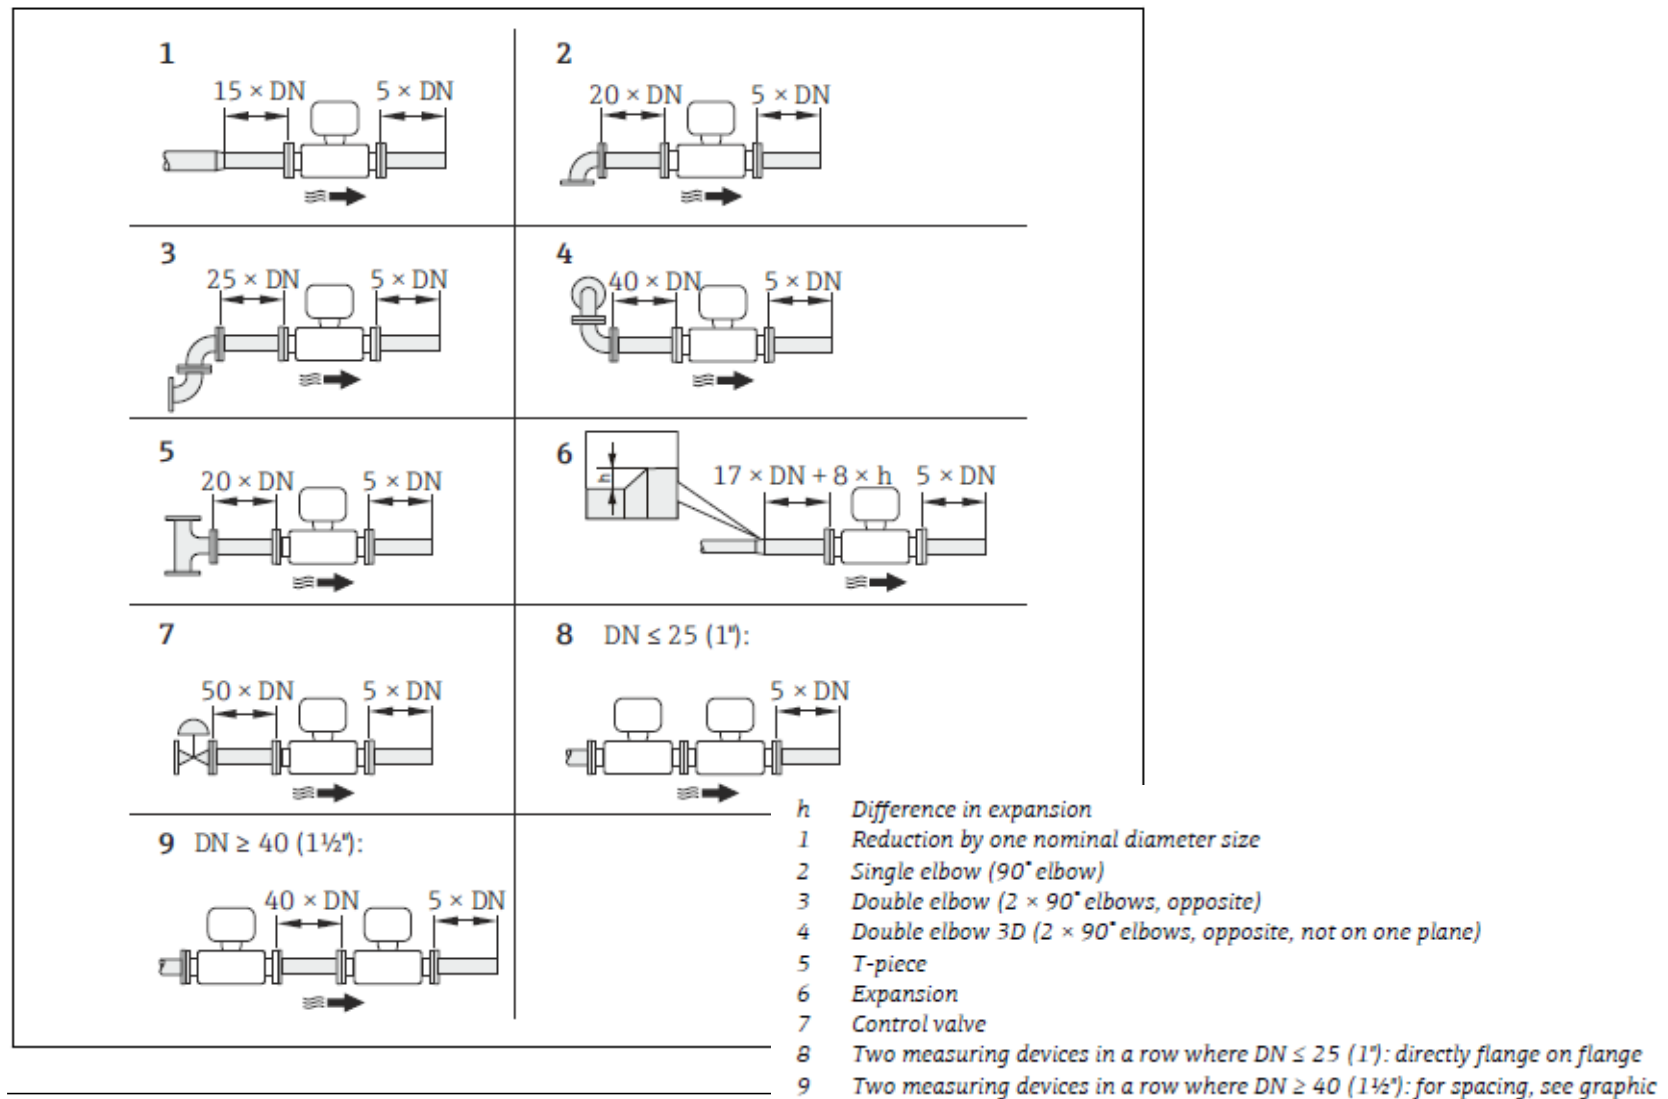 1
15 × DN 5 × DN
2
20 × DN 5 × DN
3
25 × DN 5 × DN
4
40 × DN 5 × DN
5
20 × DN 5 × DN
6
h
17 × DN + 8 × h 5 × DN
7
50 × DN 5 × DN
8 DN ≤ 25 (1"):
5 × DN
9 DN ≥ 40 (1½"):
40 × DN 5 × DN
h Difference in expansion
1 Reduction by one nominal diameter size
2 Single elbow (90° elbow)
3 Double elbow (2 × 90° elbows, opposite)
4 Double elbow 3D (2 × 90° elbows, opposite, not on one plane)
5 T-piece
6 Expansion
7 Control valve
8 Two measuring devices in a row where DN ≤ 25 (1"): directly flange on flange
9 Two measuring devices in a row where DN ≥ 40 (1½"): for spacing, see graphic